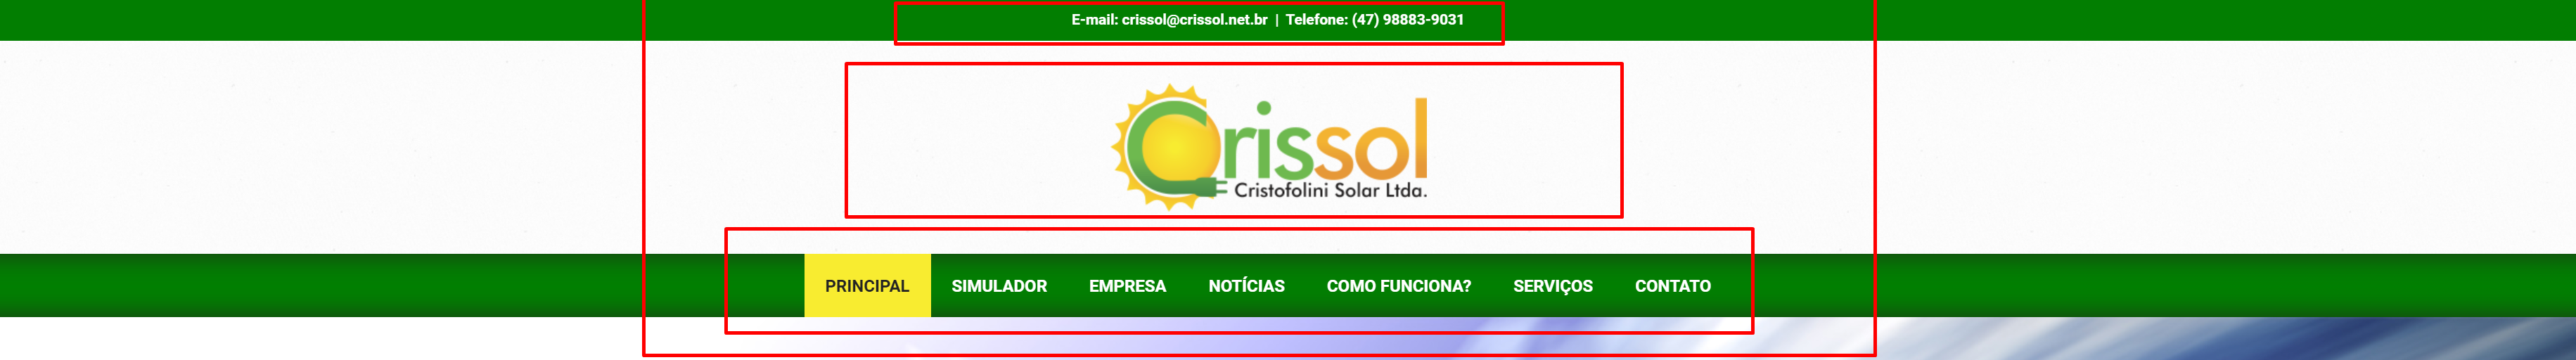 E-mail: crissol@crissol.net.br | Telefone: (47) 98883-9031
Crissol
Cristofolini Solar Ltda.
PRINCIPAL SIMULADOR EMPRESA NOTÍCIAS COMO FUNCIONA? SERVIÇOS CONTATO